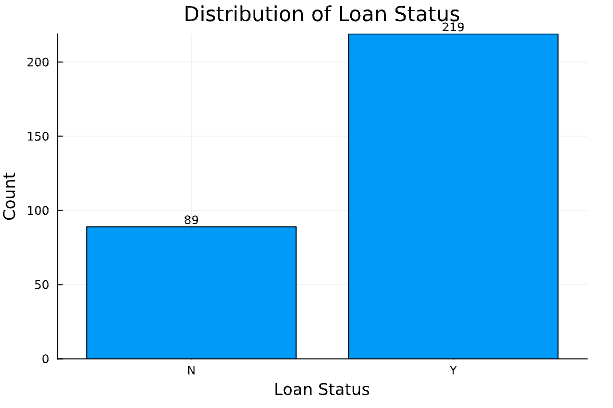 Distribution of Loan Status
219
200
150
100
50
0
89
Count
N
Y
Loan Status